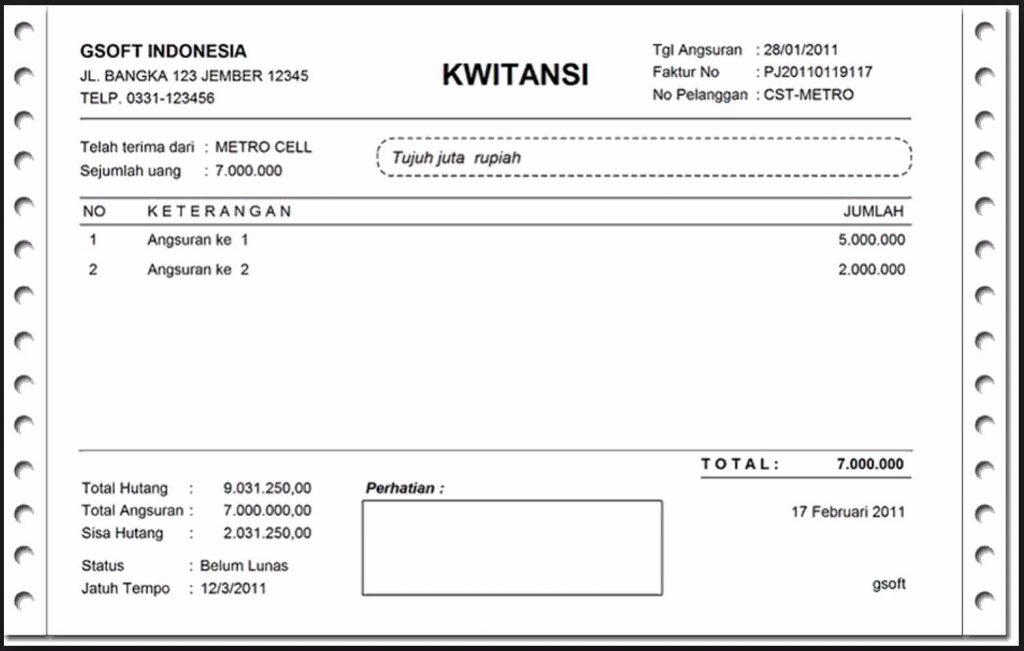 GSOFT INDONESIA
JL. BANGKA 123 JEMBER 12345
TELP. 0331-123456
KWITANSI
Tgl Angsuran : 28/01/2011
Faktur No : PJ20110119117
No Pelanggan : CST-METRO
Telah terima dari : METRO CELL
Sejumlah uang : 7.000.000
Tujuh juta rupiah
NO KETERANGAN JUMLAH
1 Angsuran ke 1 5.000.000
2 Angsuran ke 2 2.000.000
TOTAL: 7.000.000
Total Hutang : 9.031.250,00
Total Angsuran : 7.000.000,00
Sisa Hutang : 2.031.250,00
Status : Belum Lunas
Jatuh Tempo : 12/3/2011
Perhatian :
17 Februari 2011
gsoft